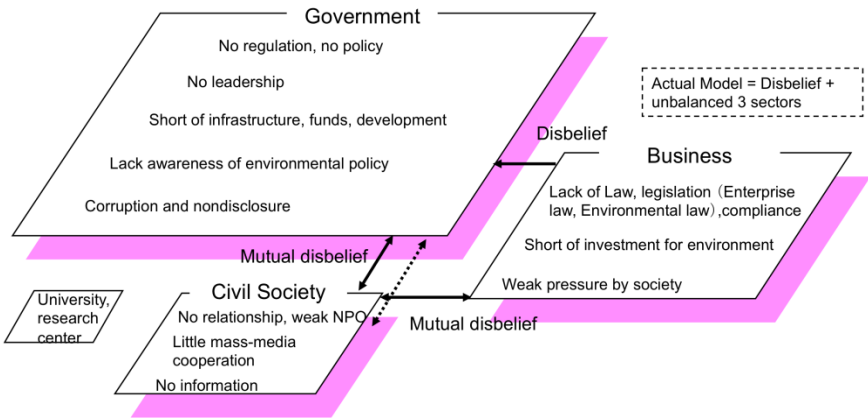 Government
No regulation, no policy
No leadership
Short of infrastructure, funds, development
Lack awareness of environmental policy
Corruption and nondisclosure
Actual Model = Disbelief +
unbalanced 3 sectors
Disbelief
Business
Lack of Law, legislation（Enterprise
law, Environmental law）,compliance
Short of investment for environment
Weak pressure by society
Mutual disbelief
Civil Society
No relationship, weak NPO
Little mass-media
cooperation
No information
Mutual disbelief
University,
research
center